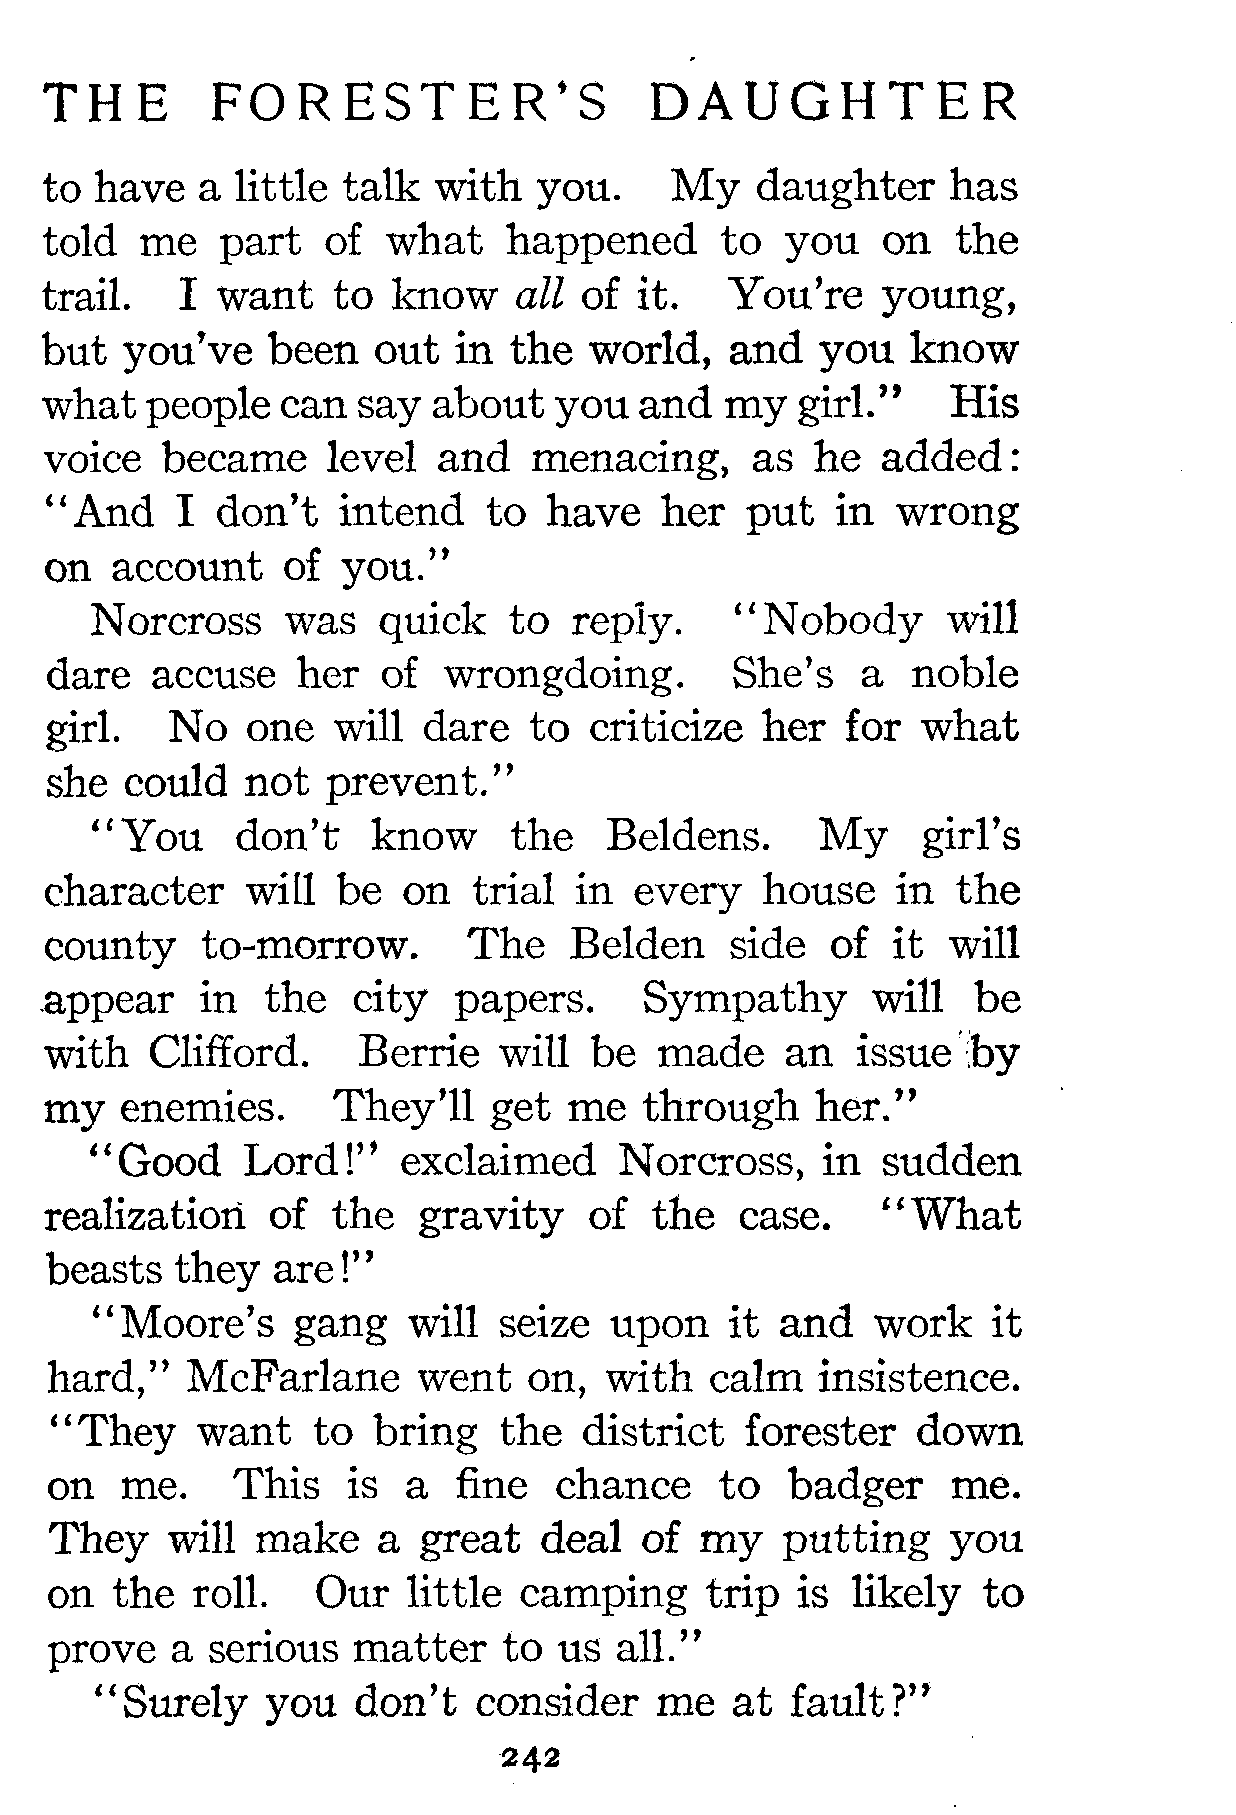 THE FORESTER'S DAUGHTER
to have a little talk with you. My daughter has
told me part of what happened to you on the
trail. I want to know all of it. You're young,
but you've been out in the world, and you know
what people can say about you and my girl." His
voice became level and menacing, as he added:
"And I don't intend to have her put in wrong
on account of you."
Norcross was quick to reply. "Nobody will
dare accuse her of wrongdoing. She's a noble
girl. No one will dare to criticize her for what
she could not prevent."
"You don't know the Beldens. My girl's
character will be on trial in every house in the
county to-morrow. The Belden side of it will
appear in the city papers. Sympathy will be
with Clifford. Berrie will be made an issue by
my enemies. They'll get me through her."
"Good Lord!" exclaimed Norcross, in sudden
realization of the gravity of the case. "What
beasts they are!"
"Moore's gang will seize upon it and work it
hard," McFarlane went on, with calm insistence.
"They want to bring the district forester down
on me. This is a fine chance to badger me.
They will make a great deal of my putting you
on the roll. Our little camping trip is likely to
prove a serious matter to us all."
"Surely you don't consider me at fault?"
242